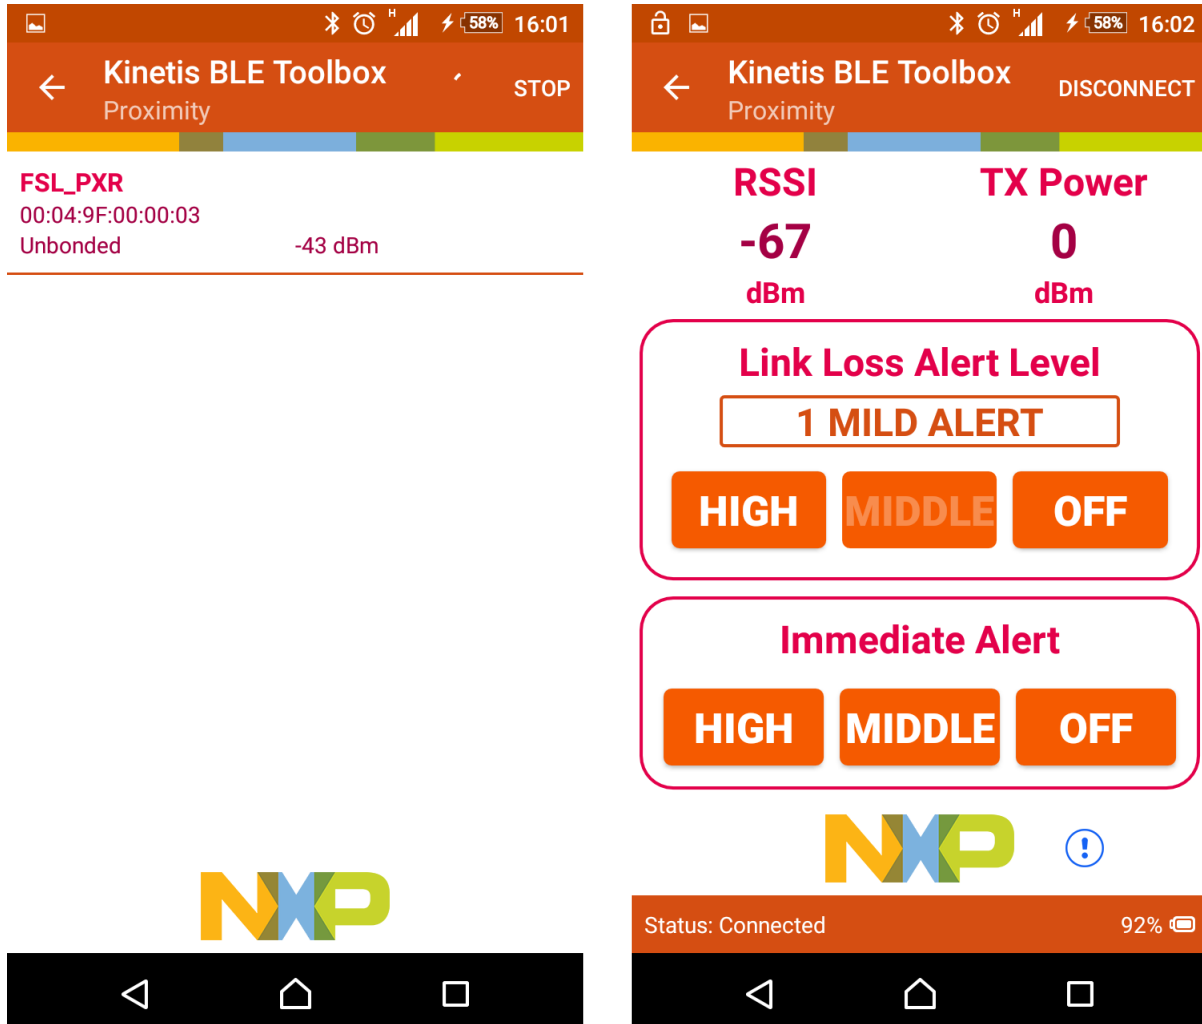 H 58% 16:01
Kinetis BLE Toolbox
STOP
Proximity
FSL_PXR
00:04:9F:00:00:03
Unbonded -43 dBm
NXP
H 58% 16:02
Kinetis BLE Toolbox
DISCONNECT
Proximity
RSSI TX Power
-67 0
dBm dBm
Link Loss Alert Level
1 MILD ALERT
HIGH MIDDLE OFF
Immediate Alert
HIGH MIDDLE OFF
NXP !
Status: Connected 92%